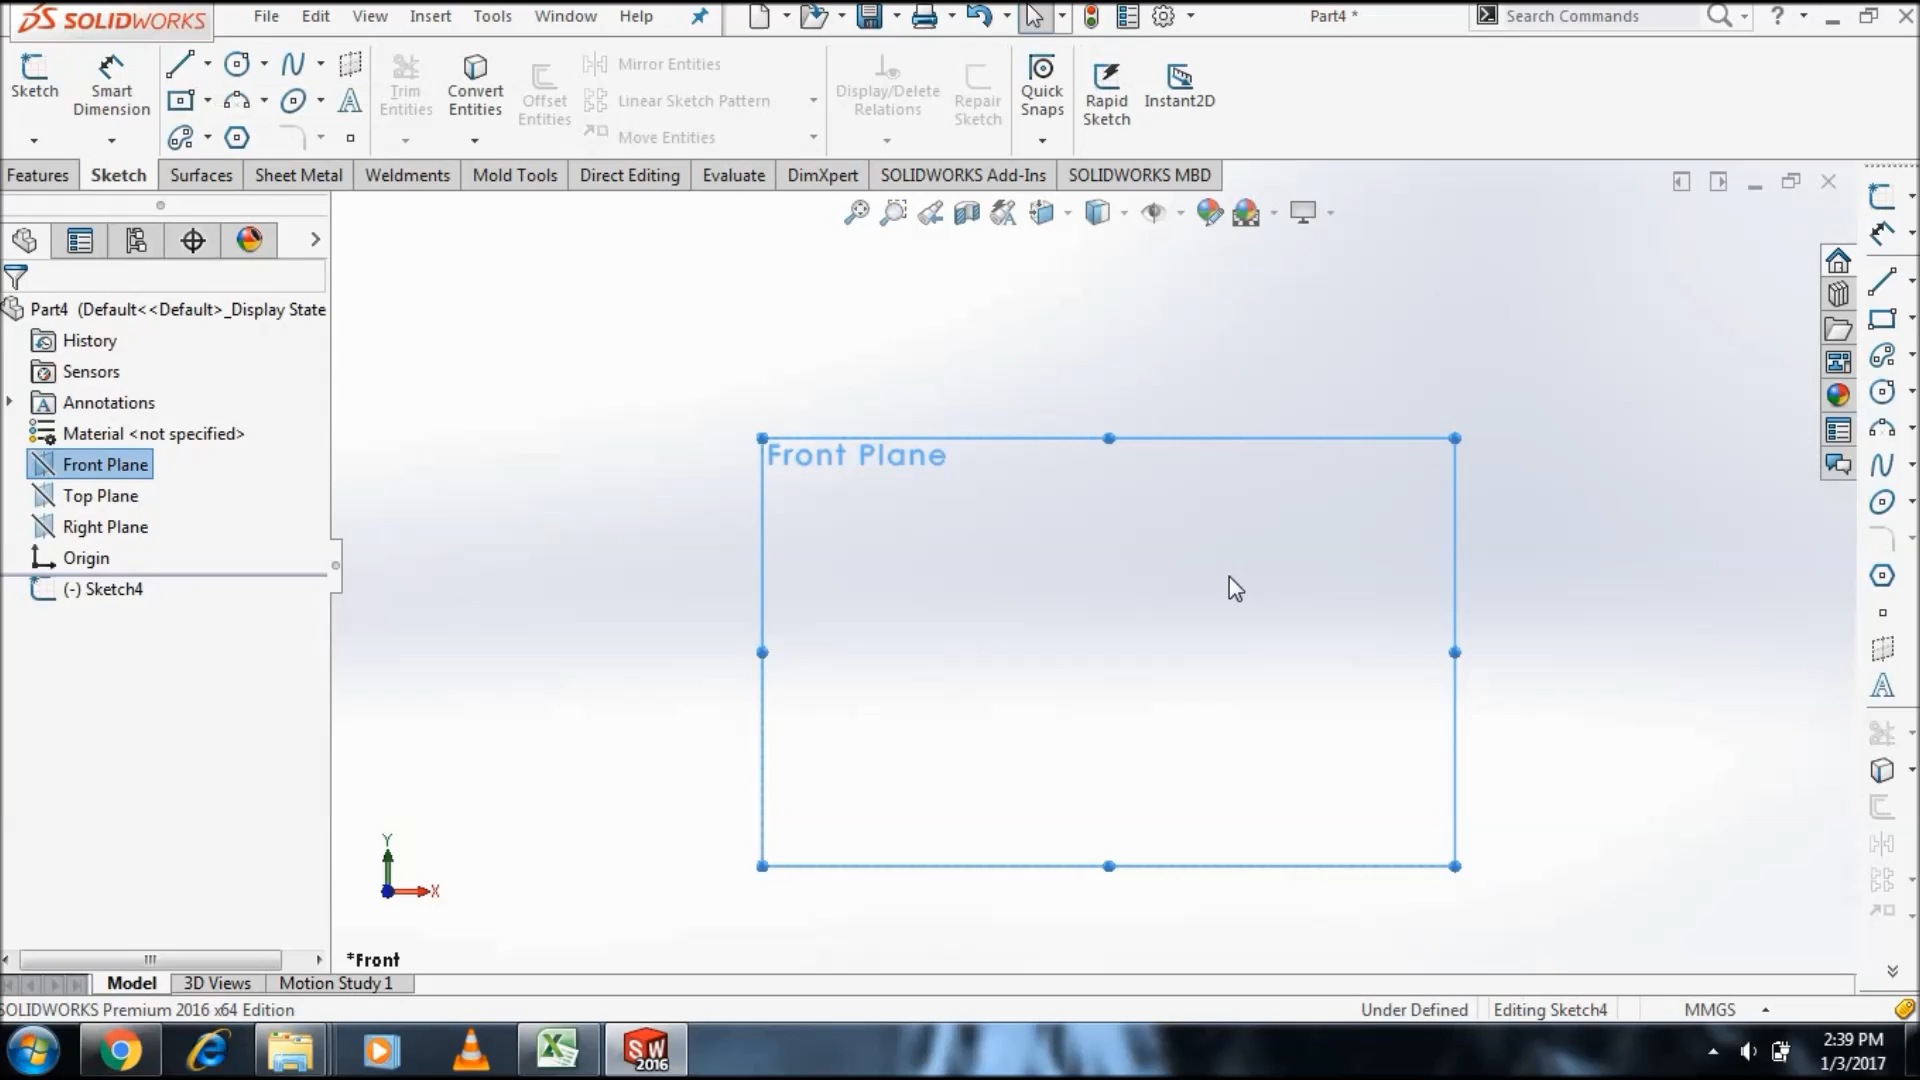 SOLIDWORKS File Edit View Insert Tools Window Help Part4 * Search Commands ?
Sketch Smart Dimension Trim Entities Convert Entities Offset Entities Mirror Entities Linear Sketch Pattern Move Entities Display/Delete Relations Repair Sketch Quick Snaps Rapid Sketch Instant2D
Features Sketch Surfaces Sheet Metal Weldments Mold Tools Direct Editing Evaluate DimXpert SOLIDWORKS Add-Ins SOLIDWORKS MBD
Part4 (Default<<Default>_Display State
History
Sensors
Annotations
Material <not specified>
Front Plane
Top Plane
Right Plane
Origin
(-) Sketch4
Front Plane
Y
X
*Front
Model 3D Views Motion Study 1
SOLIDWORKS Premium 2016 x64 Edition Under Defined Editing Sketch4 MMGS
SW 2016
2:39 PM
1/3/2017